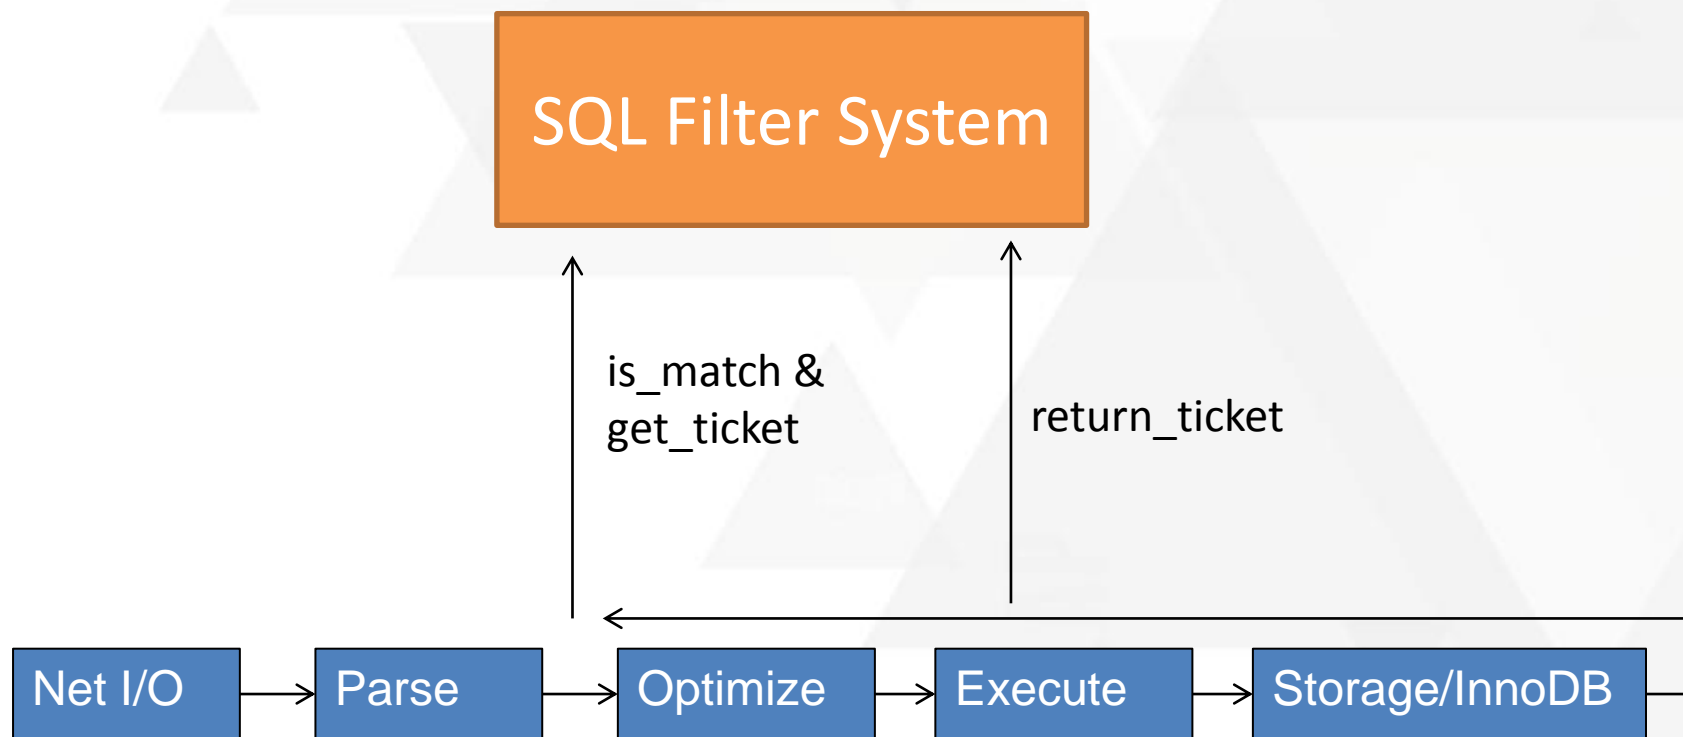 SQL Filter System
is_match &
get_ticket
return_ticket
Net I/O
Parse
Optimize
Execute
Storage/InnoDB